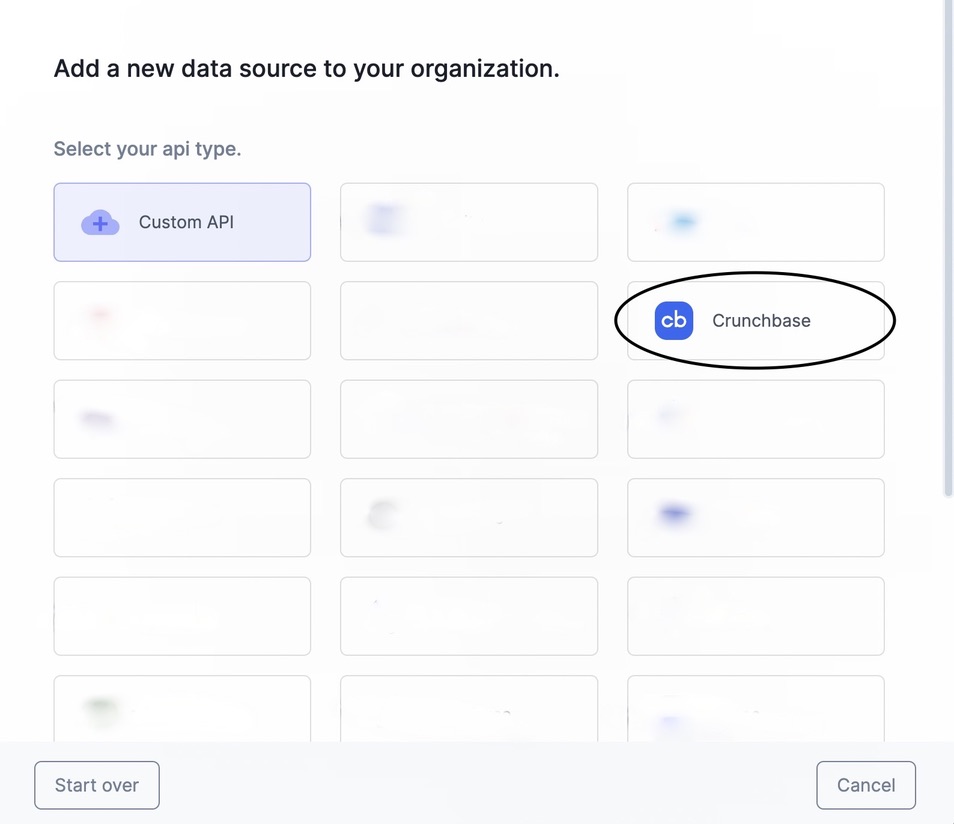 Add a new data source to your organization.
Select your api type.
Custom API
cb Crunchbase
Start over
Cancel